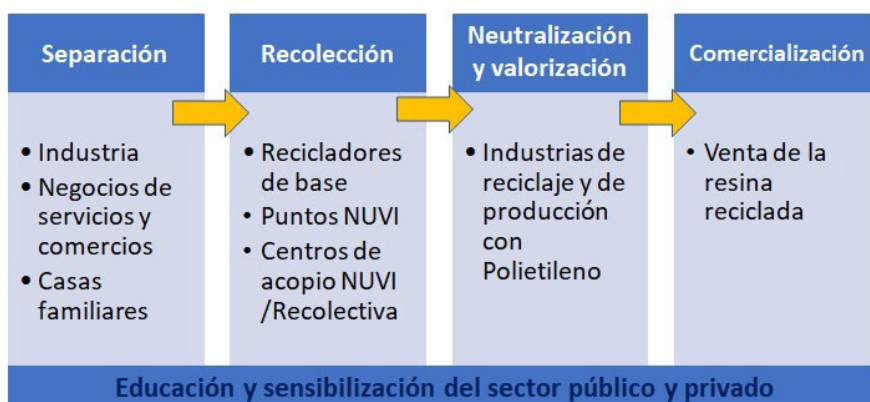 Separación
• Industria
• Negocios de
servicios y
comercios
• Casas
familiares
Recolección
• Recicladores
de base
• Puntos NUVI
• Centros de
acopio NUVI
/Recolectiva
Neutralización
y valorización
• Industrias de
reciclaje y de
producción
con
Polietileno
Comercialización
• Venta de la
resina
reciclada
Educación y sensibilización del sector público y privado